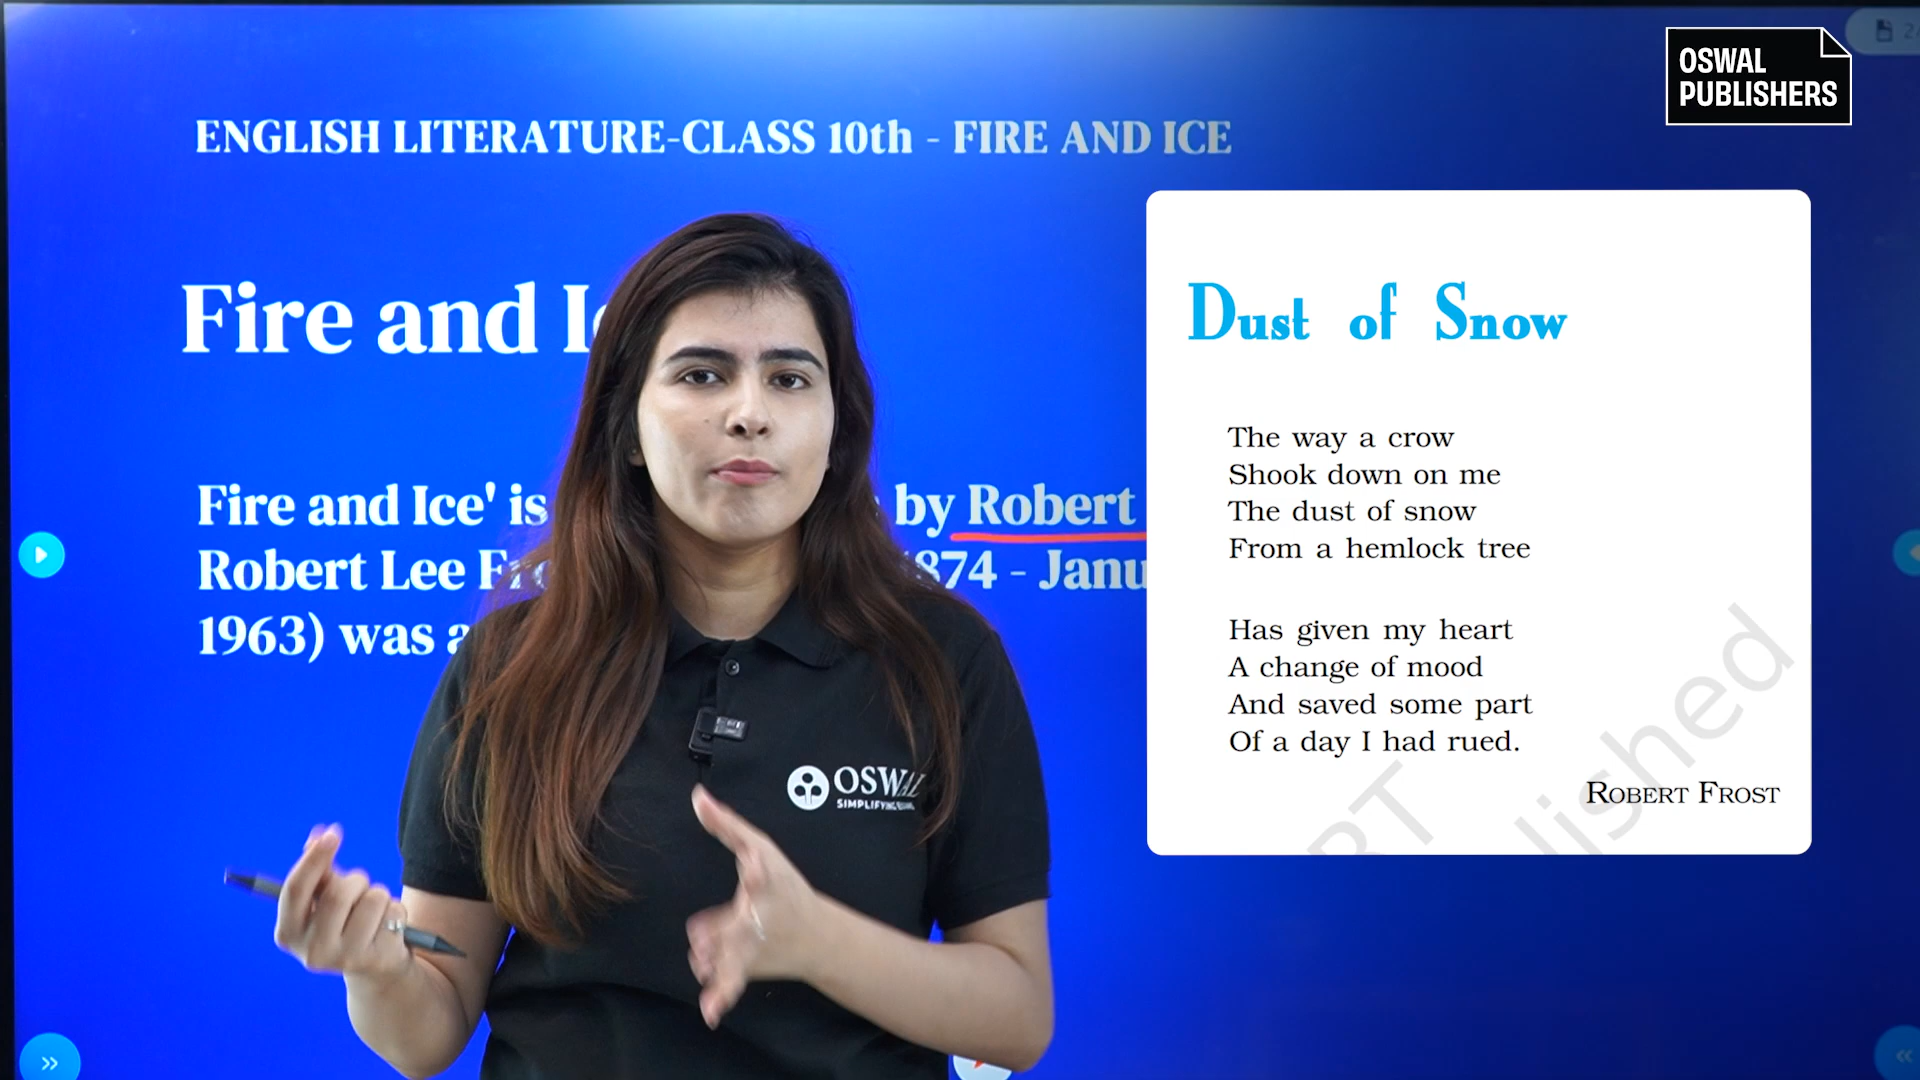 OSWAL
PUBLISHERS
ENGLISH LITERATURE-CLASS 10th - FIRE AND ICE
Fire and
Fire and Ice' is by Robert
Robert Lee 1874 - Janu
1963) was a
Dust of Snow
The way a crow
Shook down on me
The dust of snow
From a hemlock tree
Has given my heart
A change of mood
And saved some part
Of a day I had rued.
ROBERT FROST
OSWAL
SIMPLIFYING